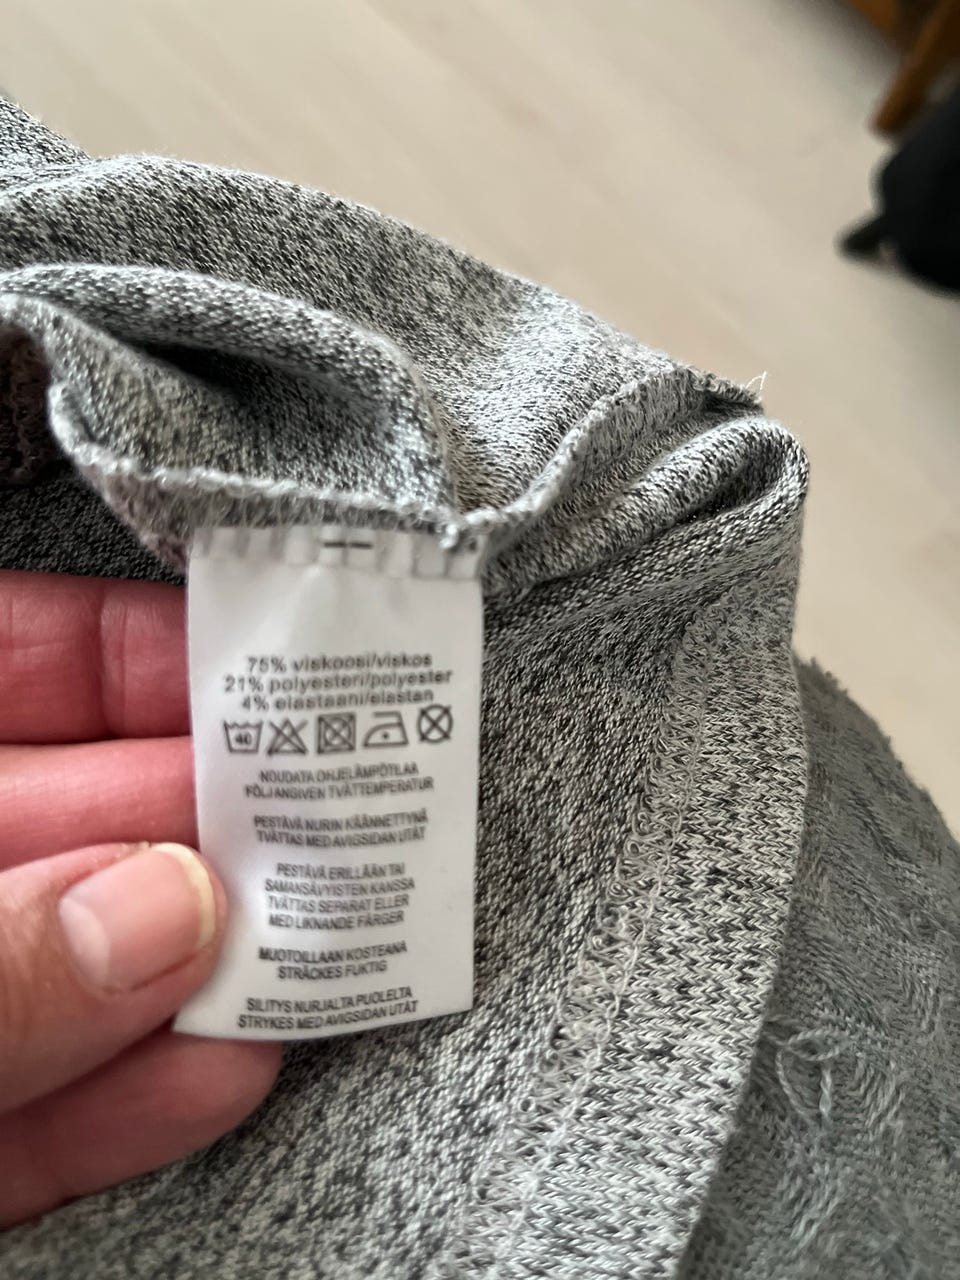 75% viskoosi/viskos
21% polyesteri/polyester
4% elastaani/elastan
40
NOUDATA OHJELÄMPÖTILAA
FÖLJ ANGIVEN TVÄTTEMPERATUR
PESTÄVÄ NURIN KÄÄNNETTYNÄ
TVÄTTAS MED AVIGSIDAN UTÅT
PESTÄVÄ ERILLÄÄN TAI
SAMANSÄVYISTEN KANSSA
TVÄTTAS SEPARAT ELLER
MED LIKNANDE FÄRGER
MUOTOILLAAN KOSTEANA
STRÄCKES FUKTIG
SILITYS NURJALTA PUOLELTA
STRYKES MED AVIGSIDAN UTÅT